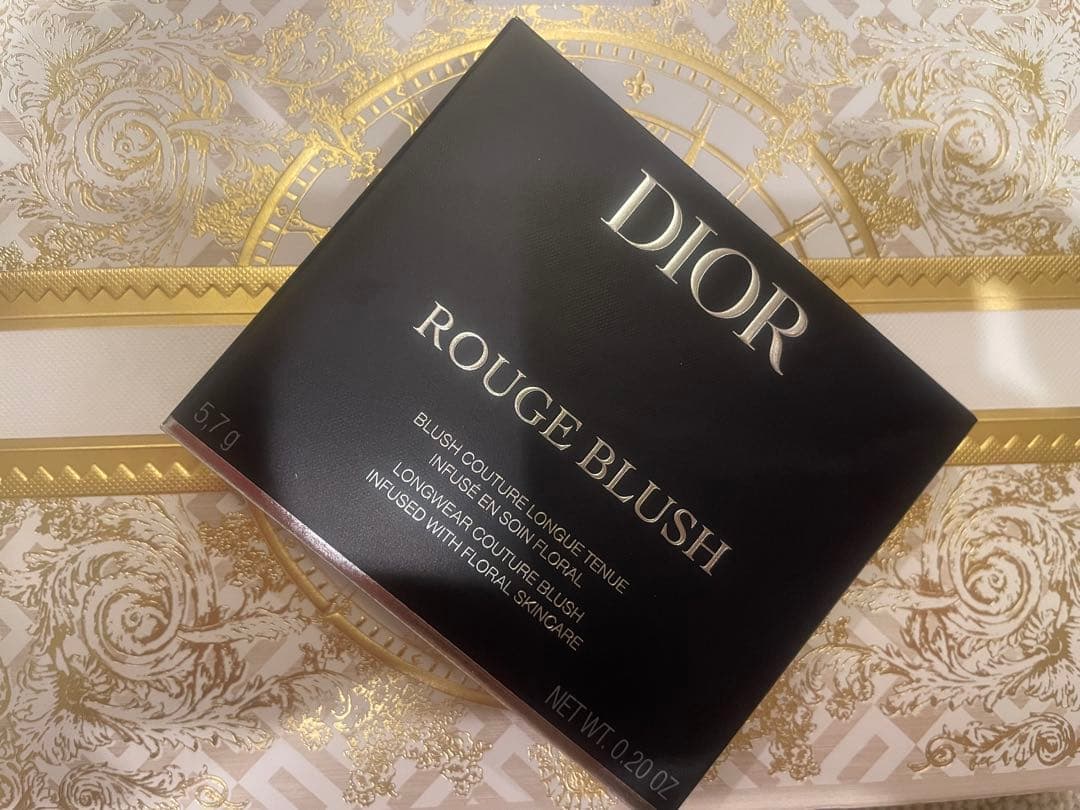 DIOR
ROUGE BLUSH
BLUSH COUTURE LONGUE TENUE
INFUSÉ EN SOIN FLORAL
LONGWEAR COUTURE BLUSH
INFUSED WITH FLORAL SKINCARE
5,7 g
NET WT. 0.20 OZ